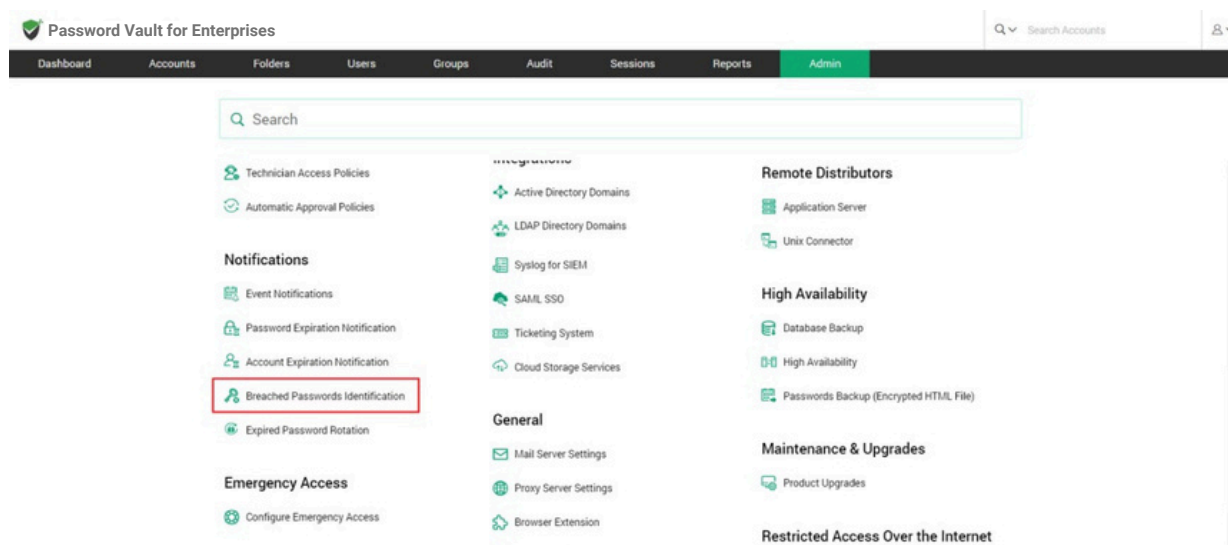 Password Vault for Enterprises
Search Accounts
Dashboard Accounts Folders Users Groups Audit Sessions Reports Admin
Search
Technician Access Policies
Automatic Approval Policies
Notifications
Event Notifications
Password Expiration Notification
Account Expiration Notification
Breached Passwords Identification
Expired Password Rotation
Emergency Access
Configure Emergency Access
Integrations
Active Directory Domains
LDAP Directory Domains
Syslog for SIEM
SAML SSO
Ticketing System
Cloud Storage Services
General
Mail Server Settings
Proxy Server Settings
Browser Extension
Remote Distributors
Application Server
Unix Connector
High Availability
Database Backup
High Availability
Passwords Backup (Encrypted HTML File)
Maintenance & Upgrades
Product Upgrades
Restricted Access Over the Internet